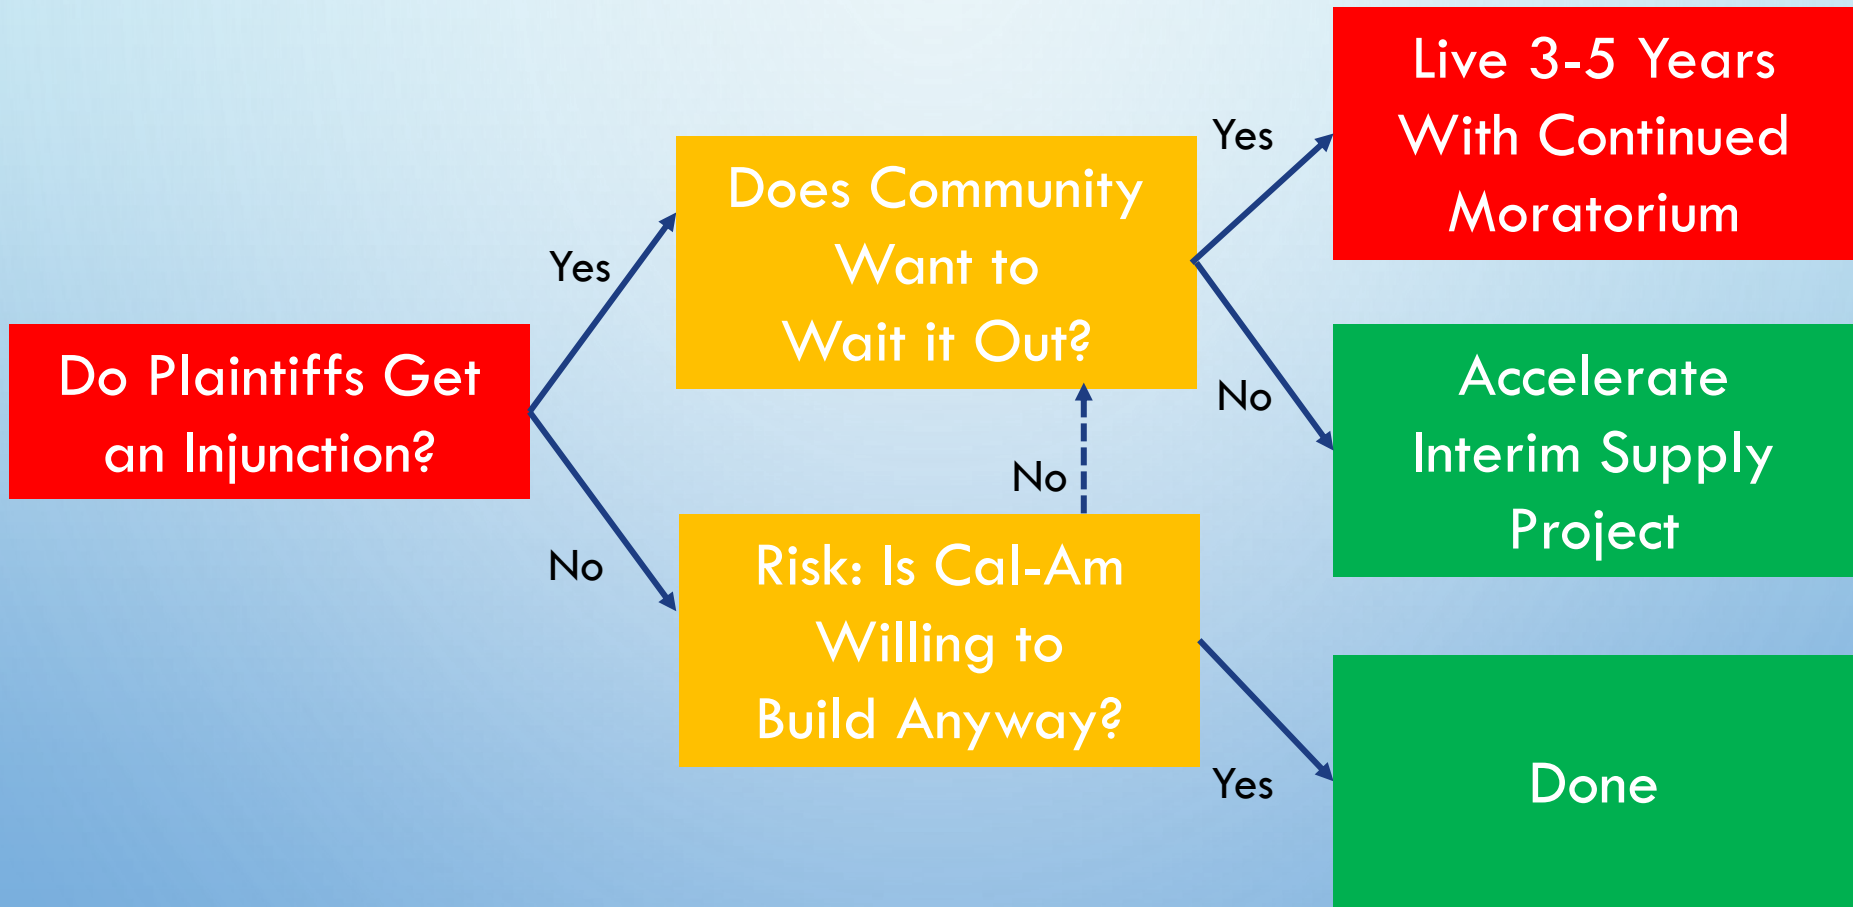 Do Plaintiffs Get
an Injunction?
Yes
No
Does Community
Want to
Wait it Out?
No
Risk: Is Cal-Am
Willing to
Build Anyway?
Yes
No
Yes
Live 3-5 Years
With Continued
Moratorium
Accelerate
Interim Supply
Project
Done